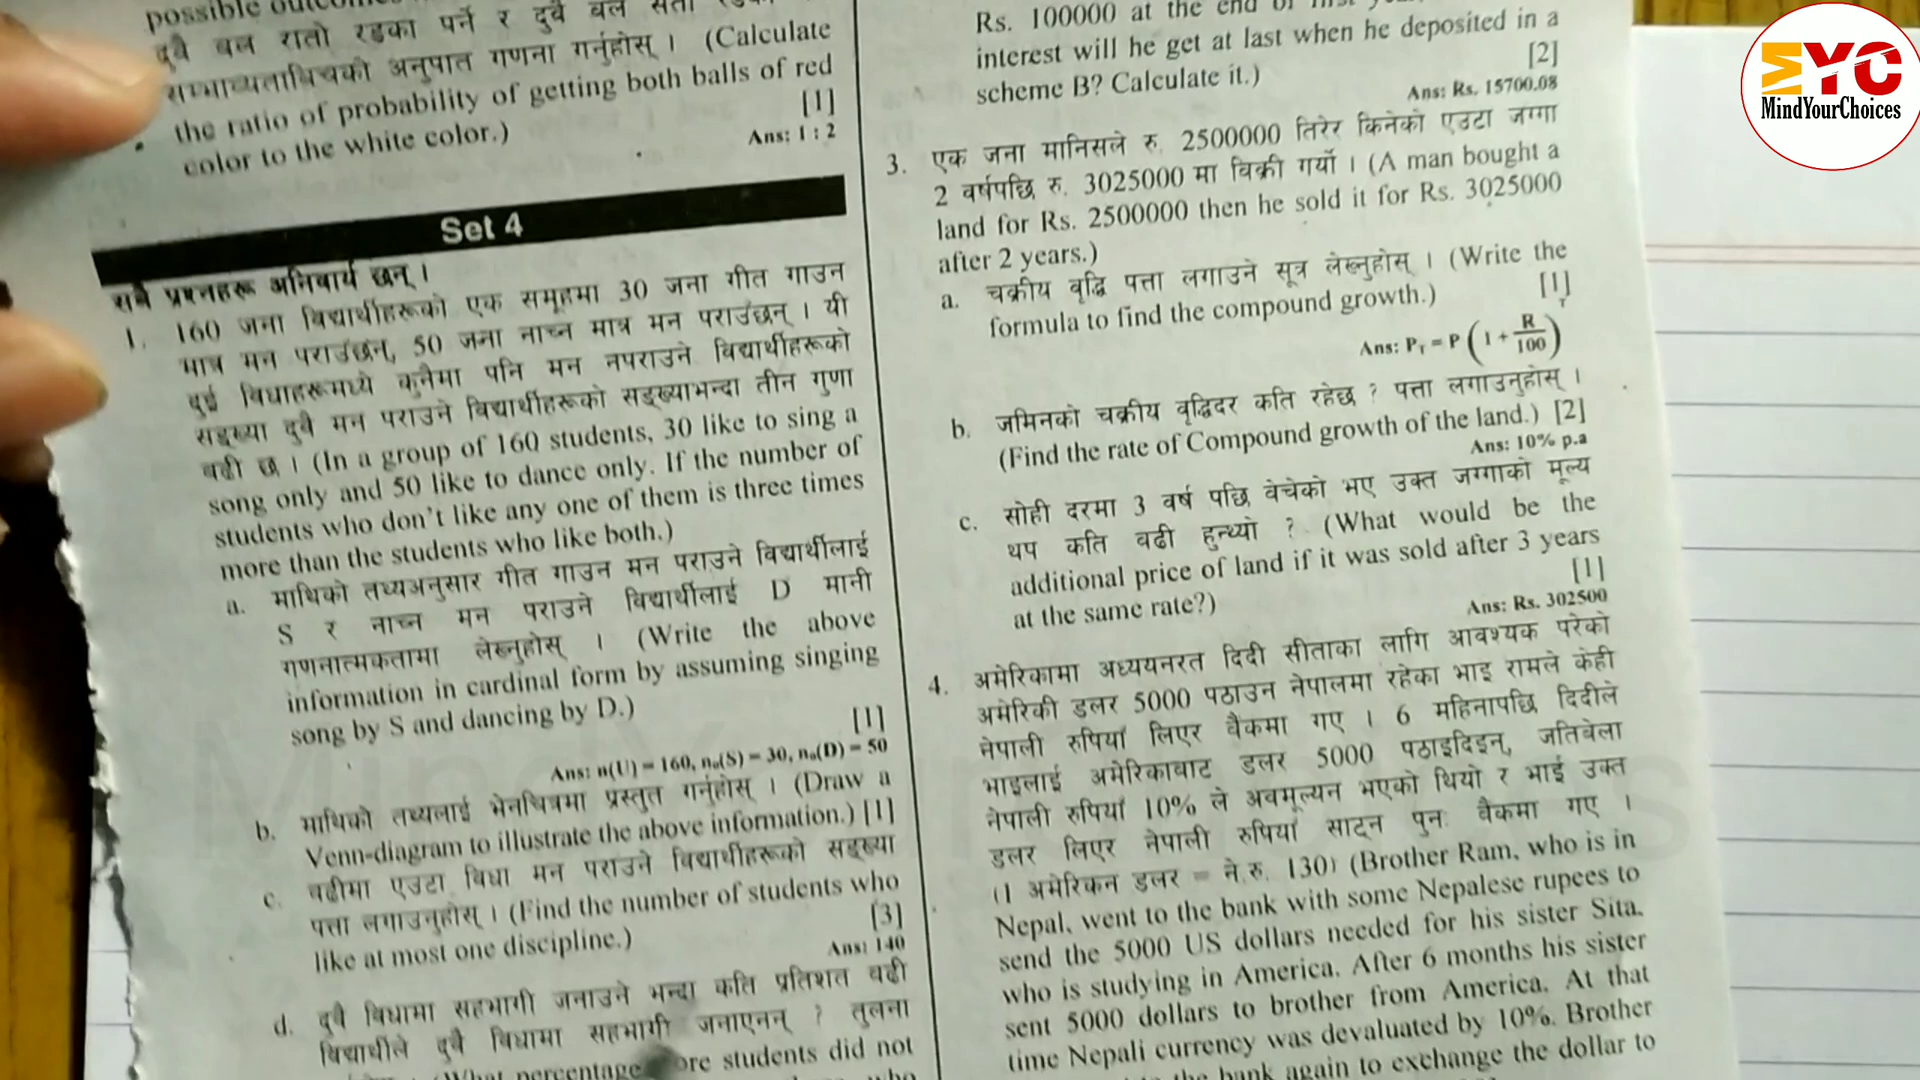 possible
दुवै बल रातो रङका पर्ने र दुवै बल सेतो
सम्भाव्यताबिचको अनुपात गणना गर्नुहोस् । (Calculate
the ratio of probability of getting both balls of red
color to the white color.) [1]
Ans: 1 : 2
Set 4
सबै प्रश्नहरू अनिवार्य छन् ।
1. 160 जना विद्यार्थीहरूको एक समूहमा 30 जना गीत गाउन
मात्र मन पराउँछन्, 50 जना नाच्न मात्र मन पराउँछन् । यी
दुई विधाहरूमध्ये कुनैमा पनि मन नपराउने विद्यार्थीहरूको
सङ्ख्या दुवै मन पराउने विद्यार्थीहरूको सङ्ख्याभन्दा तीन गुणा
बढी छ । (In a group of 160 students, 30 like to sing a
song only and 50 like to dance only. If the number of
students who don't like any one of them is three times
more than the students who like both.)
a. माथिको तथ्यअनुसार गीत गाउन मन पराउने विद्यार्थीलाई
S र नाच्न मन पराउने विद्यार्थीलाई D मानी
गणनात्मकतामा लेख्नुहोस् । (Write the above
information in cardinal form by assuming singing
song by S and dancing by D.) [1]
Ans: n(U) = 160, nₒ(S) = 30, nₒ(D) = 50
b. माथिको तथ्यलाई भेनचित्रमा प्रस्तुत गर्नुहोस् । (Draw a
Venn-diagram to illustrate the above information.) [1]
c. बढीमा एउटा विधा मन पराउने विद्यार्थीहरूको सङ्ख्या
पत्ता लगाउनुहोस् । (Find the number of students who
like at most one discipline.) [3]
Ans: 140
d. दुवै विधामा सहभागी जनाउने भन्दा कति प्रतिशत बढी
विद्यार्थीले दुवै विधामा सहभागी जनाएनन् ? तुलना
(What percentage more students did not
who
Rs. 100000 at the end of first
interest will he get at last when he deposited in a
scheme B? Calculate it.) [2]
Ans: Rs. 15700.08
3. एक जना मानिसले रु. 2500000 तिरेर किनेको एउटा जग्गा
2 वर्षपछि रु. 3025000 मा विक्री गर्यो । (A man bought a
land for Rs. 2500000 then he sold it for Rs. 3025000
after 2 years.)
a. चक्रीय वृद्धि पत्ता लगाउने सूत्र लेख्नुहोस् । (Write the
formula to find the compound growth.) [1]
Ans: P_T = P (1 + R/100)^T
b. जमिनको चक्रीय वृद्धिदर कति रहेछ ? पत्ता लगाउनुहोस् ।
(Find the rate of Compound growth of the land.) [2]
Ans: 10% p.a
c. सोही दरमा 3 वर्ष पछि बेचेको भए उक्त जग्गाको मूल्य
थप कति बढी हुन्थ्यो ? (What would be the
additional price of land if it was sold after 3 years
at the same rate?) [1]
Ans: Rs. 302500
4. अमेरिकामा अध्ययनरत दिदी सीताका लागि आवश्यक परेको
अमेरिकी डलर 5000 पठाउन नेपालमा रहेका भाइ रामले केही
नेपाली रुपियाँ लिएर बैंकमा गए । 6 महिनापछि दिदीले
भाइलाई अमेरिकाबाट डलर 5000 पठाइदिइन्, जतिबेला
नेपाली रुपियाँ 10% ले अवमूल्यन भएको थियो र भाई उक्त
डलर लिएर नेपाली रुपियाँ साट्न पुनः बैंकमा गए ।
(1 अमेरिकन डलर = ने.रु. 130) (Brother Ram, who is in
Nepal, went to the bank with some Nepalese rupees to
send the 5000 US dollars needed for his sister Sita,
who is studying in America. After 6 months his sister
sent 5000 dollars to brother from America. At that
time Nepali currency was devaluated by 10%. Brother
the bank again to exchange the dollar to
MYC
MindYourChoices